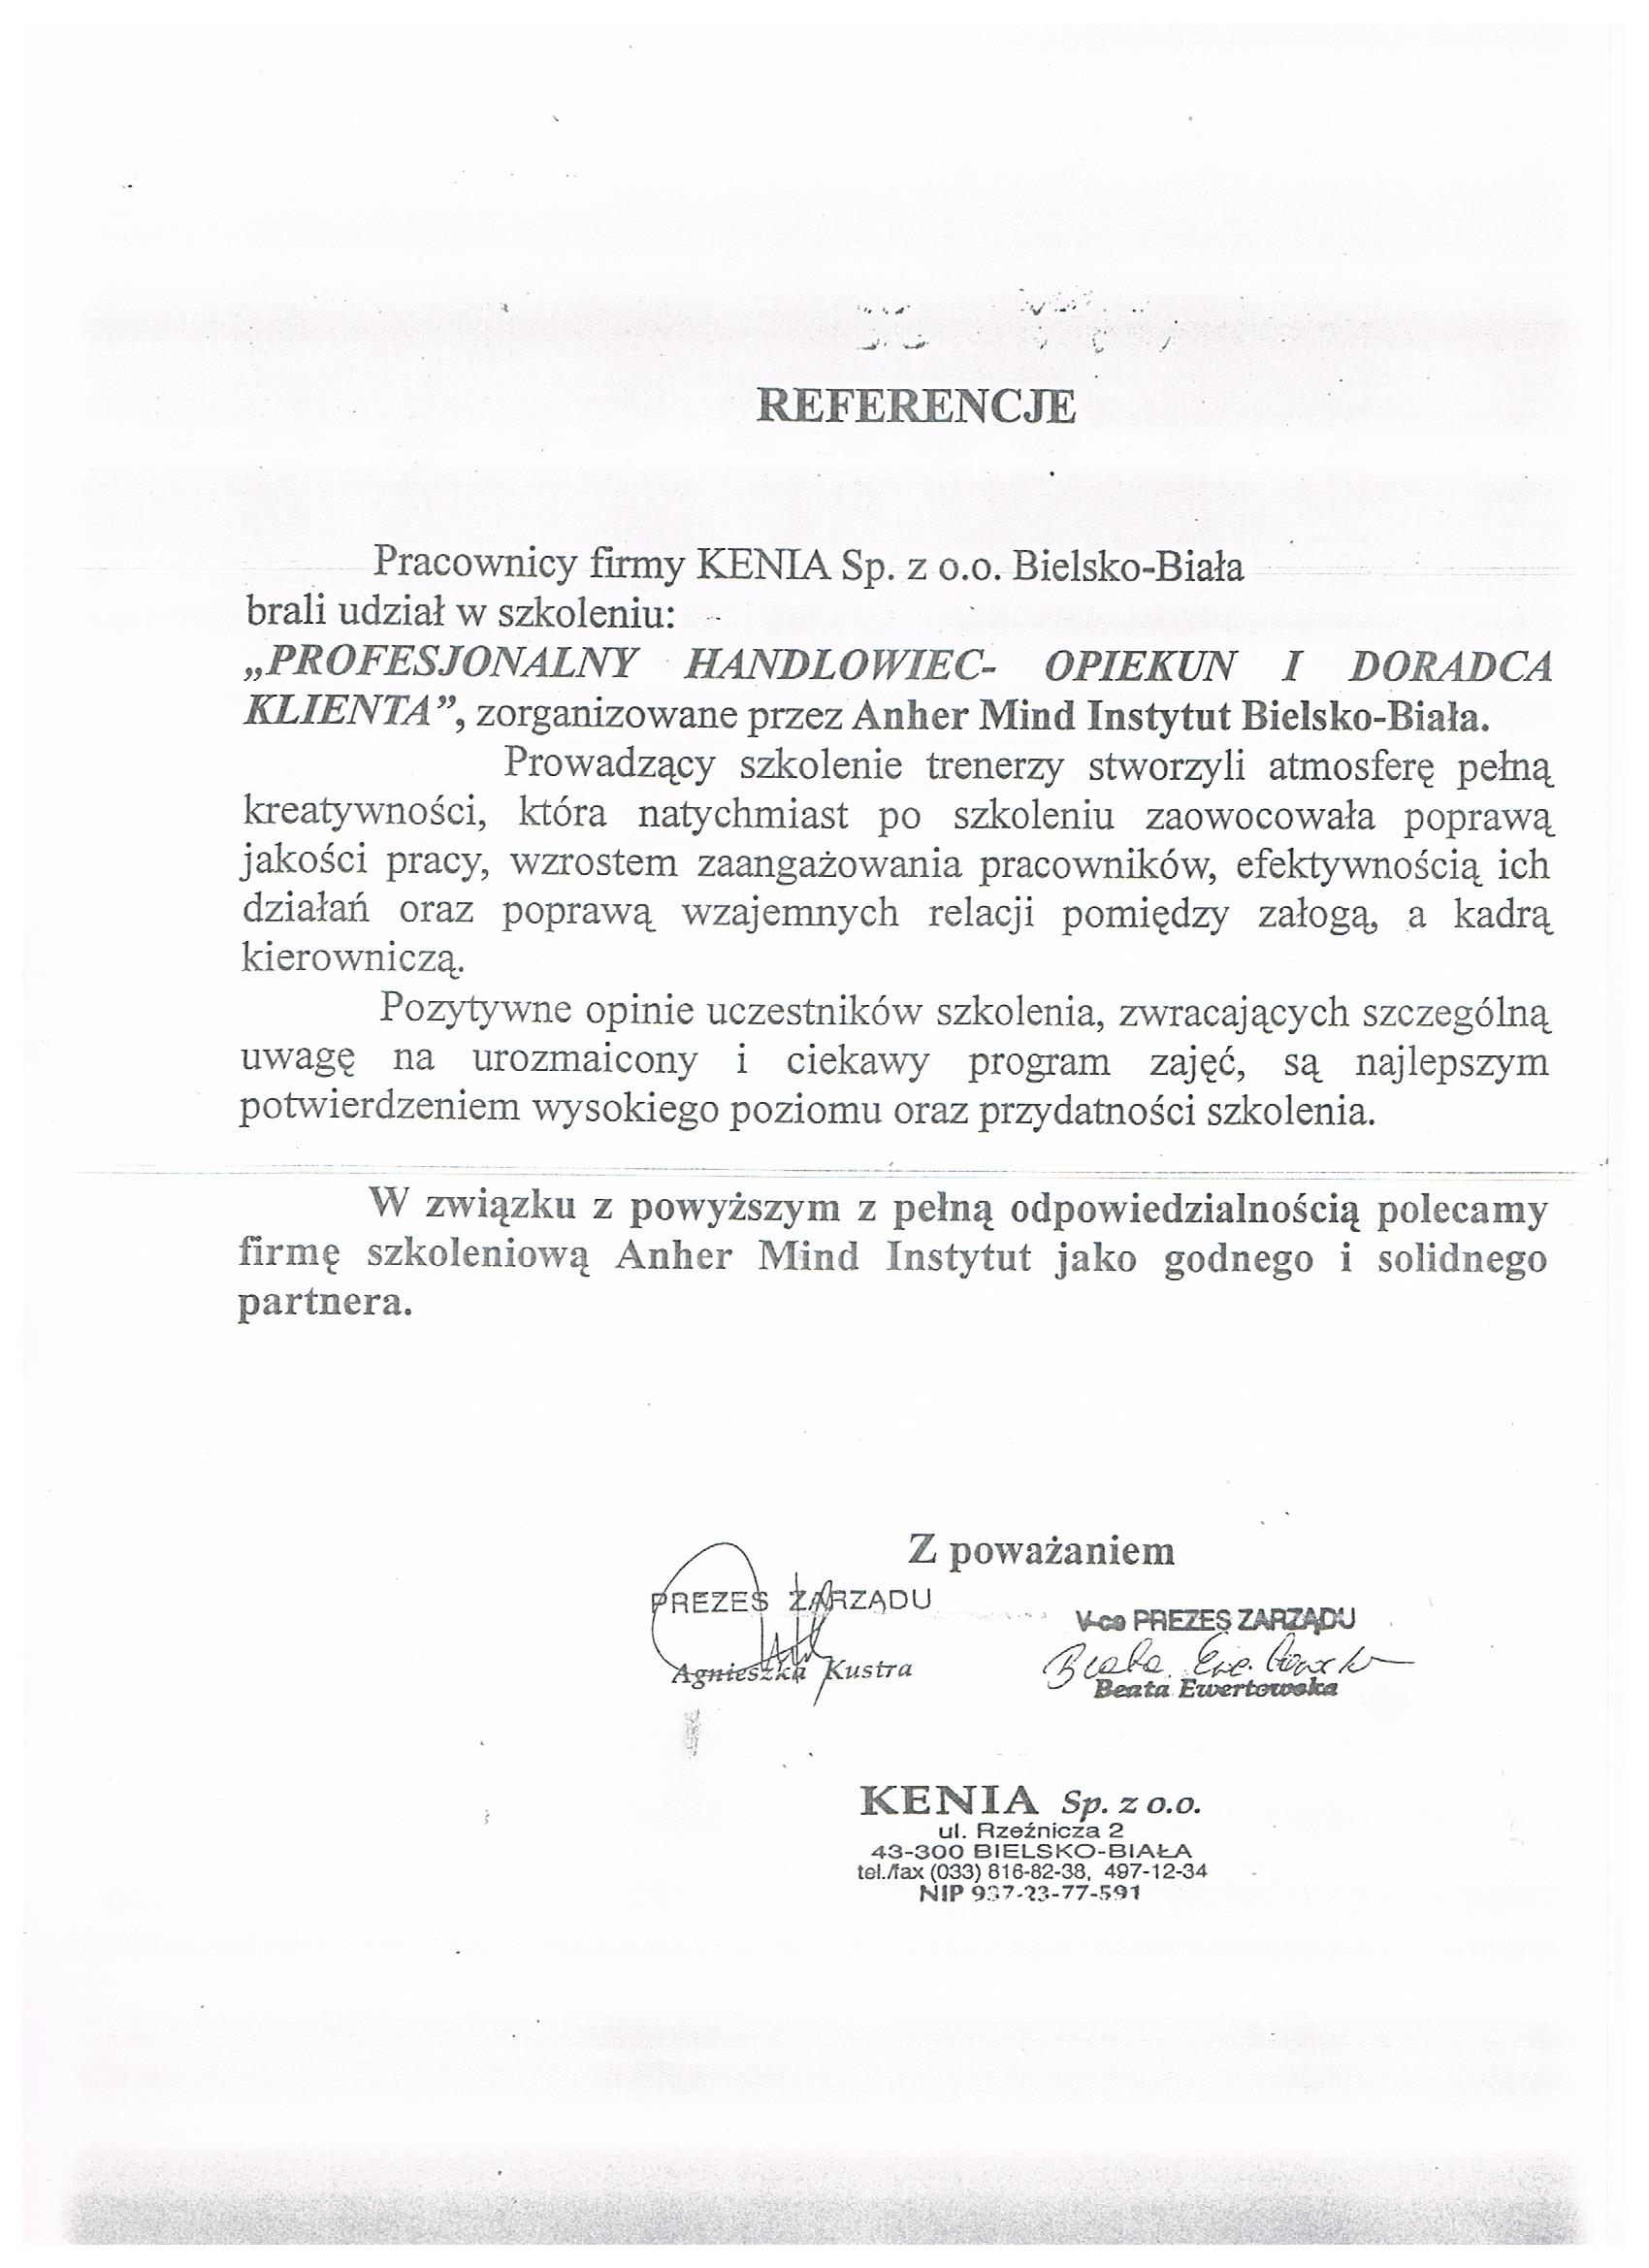 REFERENCJE
Pracownicy firmy KENIA Sp. z o.o. Bielsko-Biała
brali udział w szkoleniu:
„PROFESJONALNY HANDLOWIEC- OPIEKUN I DORADCA
KLIENTA”, zorganizowane przez Anher Mind Instytut Bielsko-Biała.
Prowadzący szkolenie trenerzy stworzyli atmosferę pełną
kreatywności, która natychmiast po szkoleniu zaowocowała poprawą
jakości pracy, wzrostem zaangażowania pracowników, efektywnością ich
działań oraz poprawą wzajemnych relacji pomiędzy załogą, a kadrą
kierowniczą.
Pozytywne opinie uczestników szkolenia, zwracających szczególną
uwagę na urozmaicony i ciekawy program zajęć, są najlepszym
potwierdzeniem wysokiego poziomu oraz przydatności szkolenia.
W związku z powyższym z pełną odpowiedzialnością polecamy
firmę szkoleniową Anher Mind Instytut jako godnego i solidnego
partnera.
Z poważaniem
PREZES ZARZĄDU
Agnieszka Kustra
V-ce PREZES ZARZĄDU
Beata Ewertowska
KENIA Sp. z o.o.
ul. Rzeźnicza 2
43-300 BIELSKO-BIAŁA
tel./fax (033) 816-82-38, 497-12-34
NIP 937-23-77-591